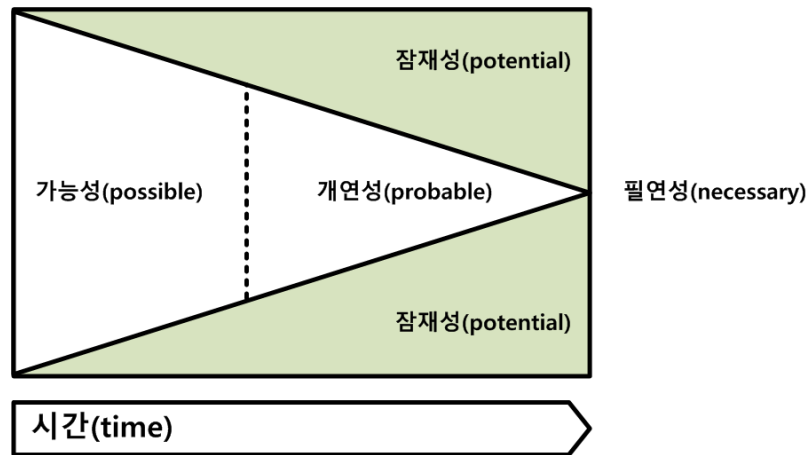 잠재성(potential)
가능성(possible)
개연성(probable)
필연성(necessary)
잠재성(potential)
시간(time)